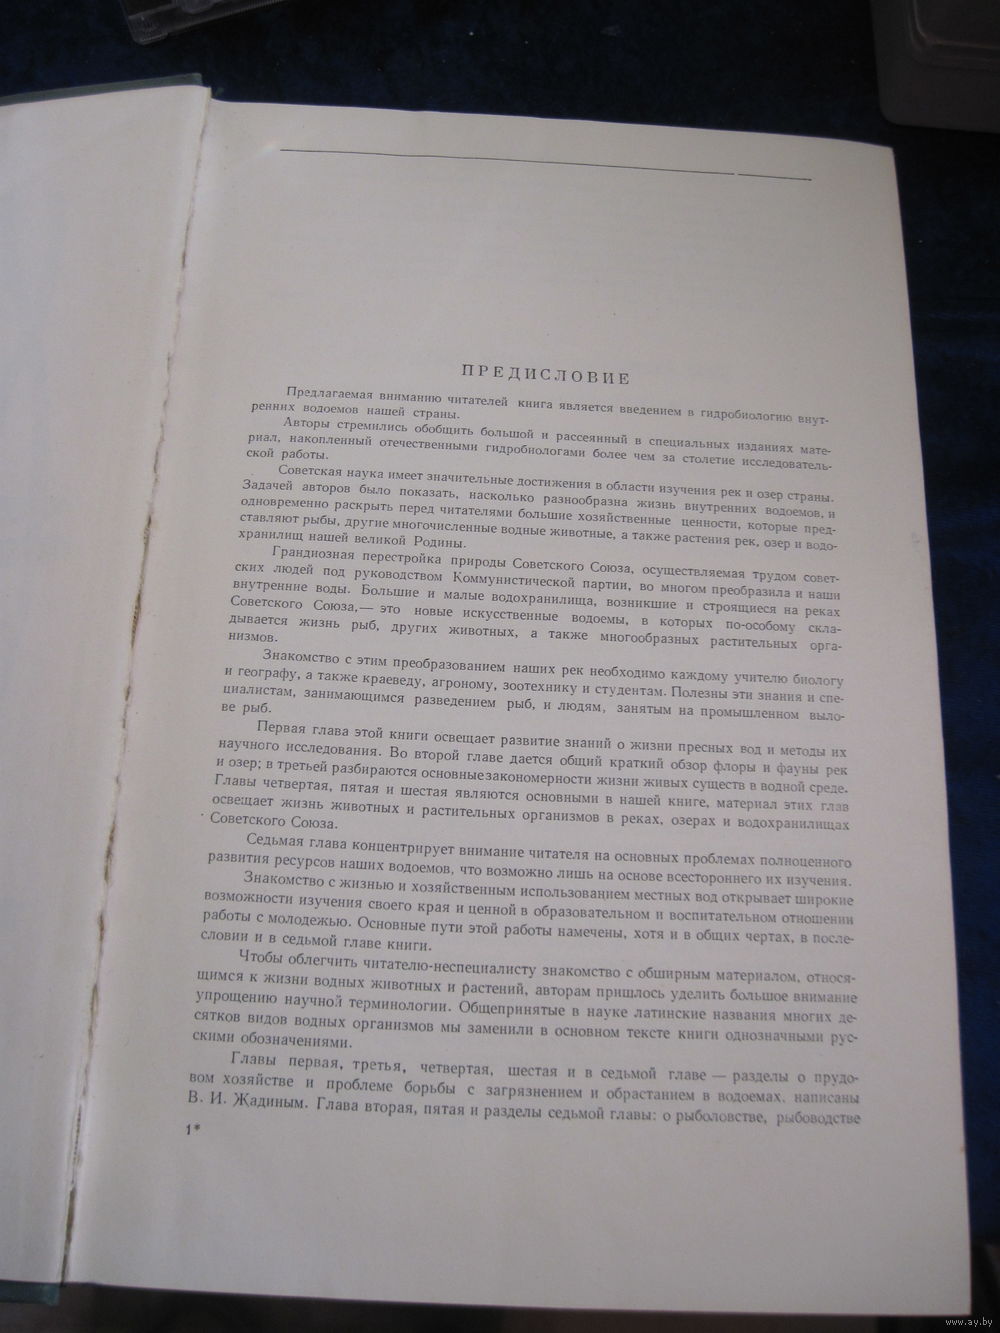 ПРЕДИСЛОВИЕ
Предлагаемая вниманию читателей книга является введением в гидробиологию внут-
ренних водоемов нашей страны.
Авторы стремились обобщить большой и рассеянный в специальных изданиях мате-
риал, накопленный отечественными гидробиологами более чем за столетие исследователь-
ской работы.
Советская наука имеет значительные достижения в области изучения рек и озер страны.
Задачей авторов было показать, насколько разнообразна жизнь внутренних водоемов, и
одновременно раскрыть перед читателями большие хозяйственные ценности, которые пред-
ставляют рыбы, другие многочисленные водные животные, а также растения рек, озер и водо-
хранилищ нашей великой Родины.
Грандиозная перестройка природы Советского Союза, осуществляемая трудом совет-
ских людей под руководством Коммунистической партии, во многом преобразила и наши
внутренние воды. Большие и малые водохранилища, возникшие и строящиеся на реках
Советского Союза,— это новые искусственные водоемы, в которых по-особому скла-
дывается жизнь рыб, других животных, а также многообразных растительных орга-
низмов.
Знакомство с этим преобразованием наших рек необходимо каждому учителю биологу
и географу, а также краеведу, агроному, зоотехнику и студентам. Полезны эти знания и спе-
циалистам, занимающимся разведением рыб, и людям, занятым на промышленном выло-
ве рыб.
Первая глава этой книги освещает развитие знаний о жизни пресных вод и методы их
научного исследования. Во второй главе дается общий краткий обзор флоры и фауны рек
и озер; в третьей разбираются основные закономерности жизни живых существ в водной среде.
Главы четвертая, пятая и шестая являются основными в нашей книге, материал этих глав
освещает жизнь животных и растительных организмов в реках, озерах и водохранилищах
Советского Союза.
Седьмая глава концентрирует внимание читателя на основных проблемах полноценного
развития ресурсов наших водоемов, что возможно лишь на основе всестороннего их изучения.
Знакомство с жизнью и хозяйственным использованием местных вод открывает широкие
возможности изучения своего края и ценной в образовательном и воспитательном отношении
работы с молодежью. Основные пути этой работы намечены, хотя и в общих чертах, в после-
словии и в седьмой главе книги.
Чтобы облегчить читателю-неспециалисту знакомство с обширным материалом, относя-
щимся к жизни водных животных и растений, авторам пришлось уделить большое внимание
упрощению научной терминологии. Общепринятые в науке латинские названия многих де-
сятков видов водных организмов мы заменили в основном тексте книги однозначными рус-
скими обозначениями.
Главы первая, третья, четвертая, шестая и в седьмой главе — разделы о прудо-
вом хозяйстве и проблеме борьбы с загрязнением и обрастанием в водоемах, написаны
В. И. Жадиным. Глава вторая, пятая и разделы седьмой главы: о рыболовстве, рыбоводстве
1*
www.ay.by